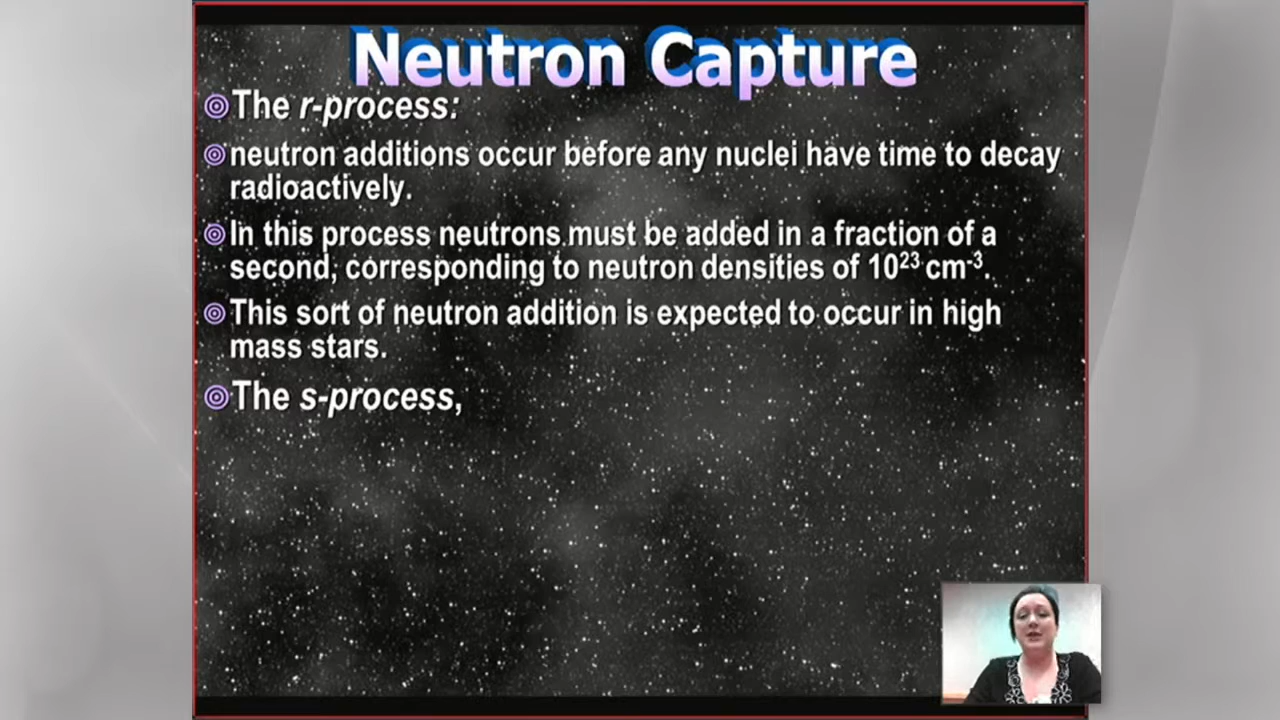 Neutron Capture
The r-process:
neutron additions occur before any nuclei have time to decay
radioactively.
In this process neutrons must be added in a fraction of a
second, corresponding to neutron densities of 10²³ cm⁻³.
This sort of neutron addition is expected to occur in high
mass stars.
The s-process,